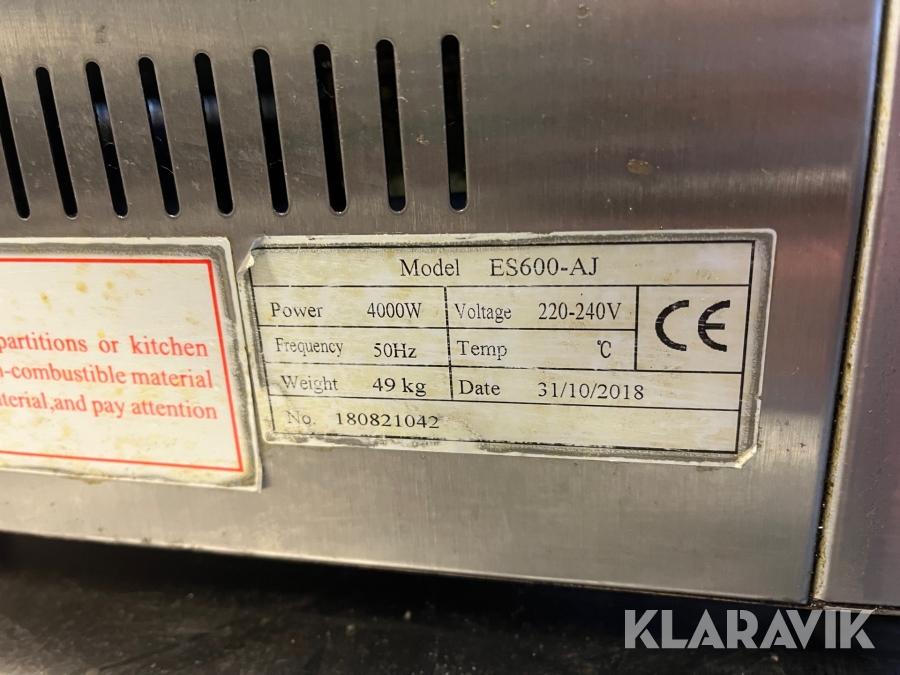 partitions or kitchen
-combustible material
terial,and pay attention
Model ES600-AJ
Power 4000W Voltage 220-240V
Frequency 50Hz Temp ℃
Weight 49 kg Date 31/10/2018
No. 180821042
CE
KLARAVIK